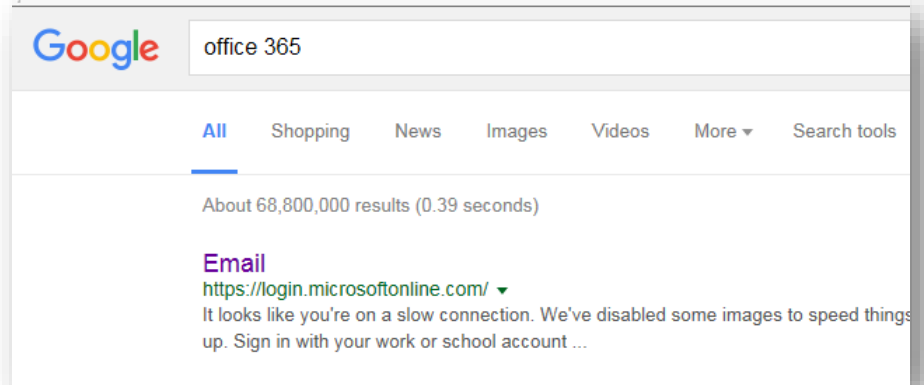 Google office 365
All Shopping News Images Videos More Search tools
About 68,800,000 results (0.39 seconds)
Email
https://login.microsoftonline.com/
It looks like you're on a slow connection. We've disabled some images to speed things
up. Sign in with your work or school account ...